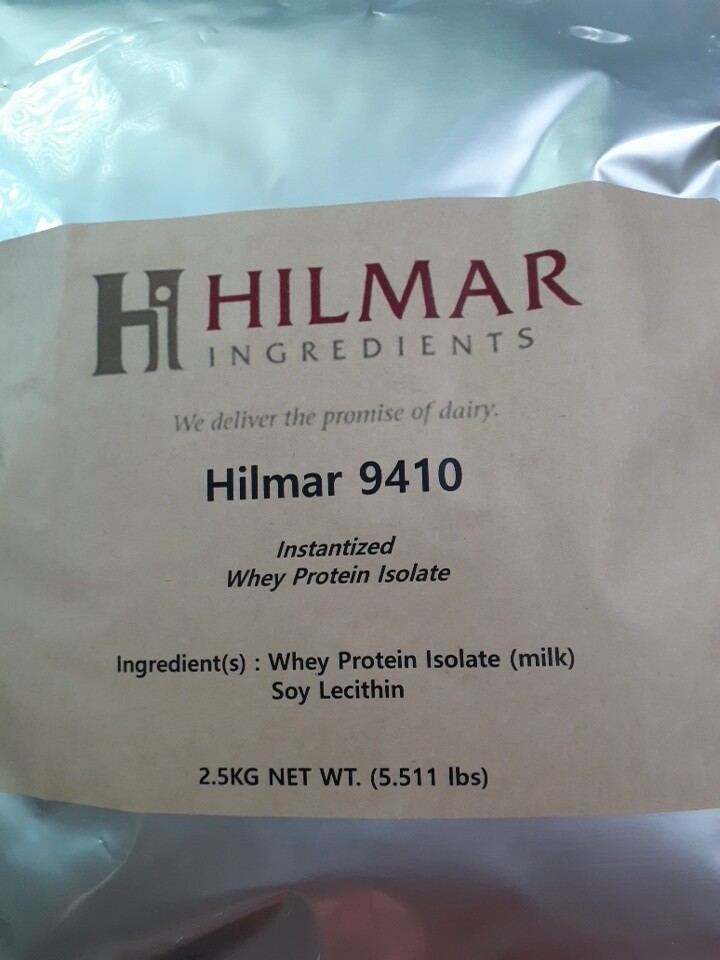 Hi HILMAR
INGREDIENTS
We deliver the promise of dairy.
Hilmar 9410
Instantized
Whey Protein Isolate
Ingredient(s) : Whey Protein Isolate (milk)
Soy Lecithin
2.5KG NET WT. (5.511 lbs)